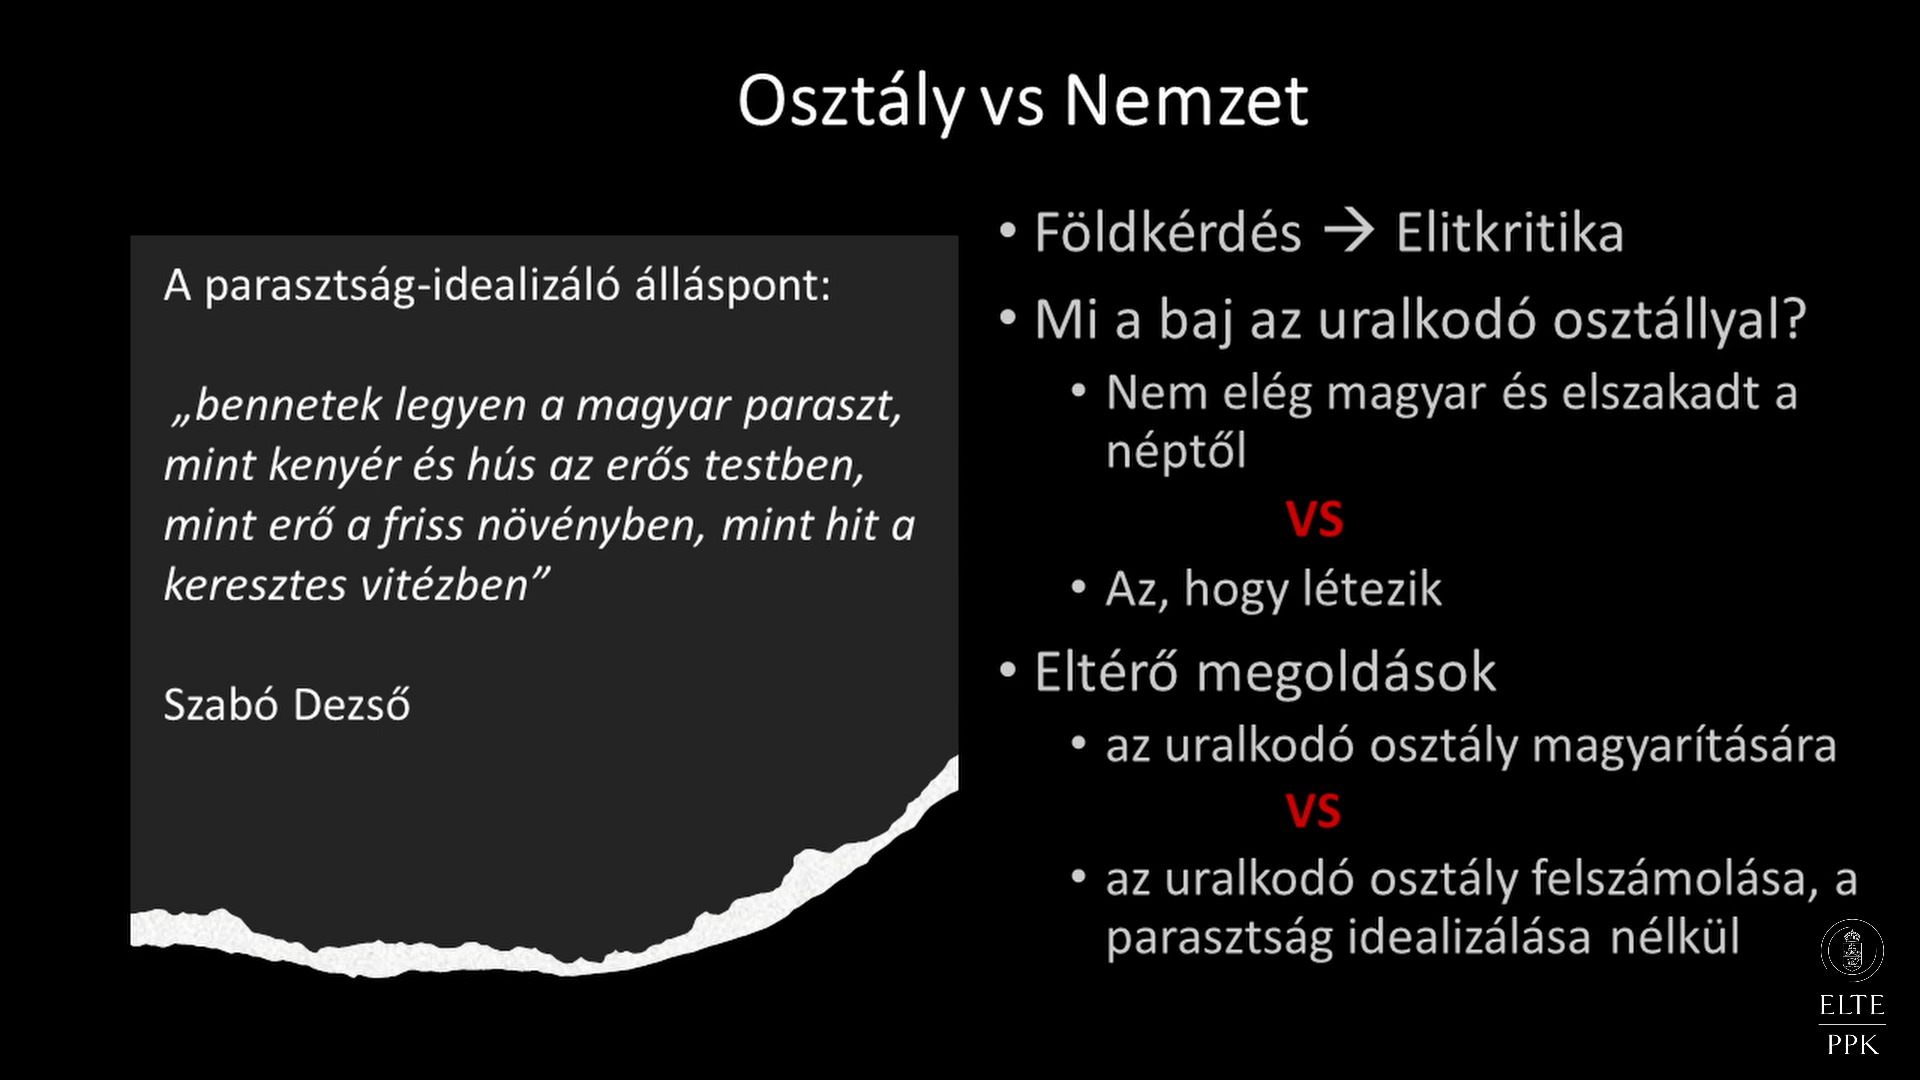 Osztály vs Nemzet
A parasztság-idealizáló álláspont:
„bennetek legyen a magyar paraszt,
mint kenyér és hús az erős testben,
mint erő a friss növényben, mint hit a
keresztes vitézben”
Szabó Dezső
• Földkérdés → Elitkritika
• Mi a baj az uralkodó osztállyal?
• Nem elég magyar és elszakadt a
néptől
VS
• Az, hogy létezik
• Eltérő megoldások
• az uralkodó osztály magyarítására
VS
• az uralkodó osztály felszámolása, a
parasztság idealizálása nélkül
ELTE
PPK